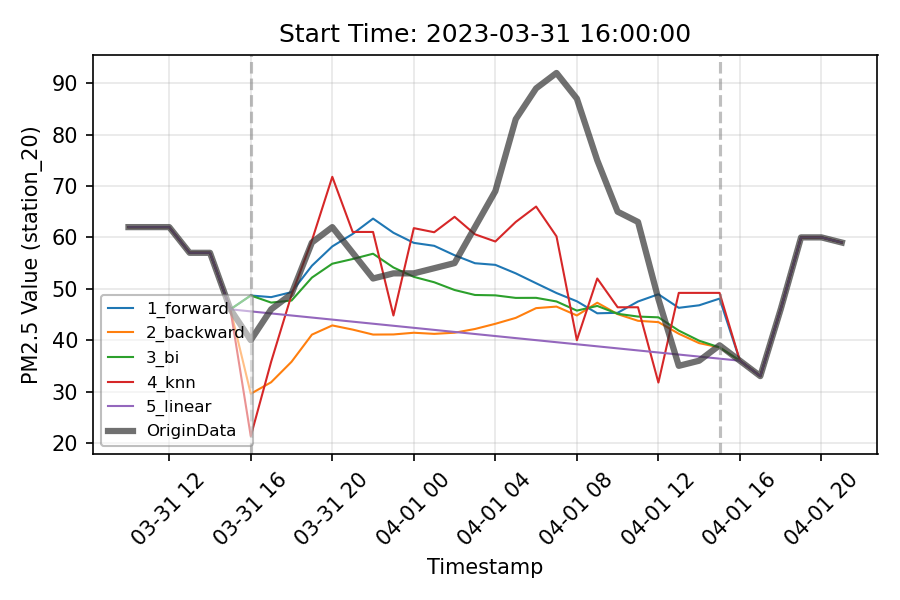 Start Time: 2023-03-31 16:00:00
PM2.5 Value (station_20)
90
80
70
60
50
40
30
20
1_forward
2_backward
3_bi
4_knn
5_linear
OriginData
03-31 12
03-31 16
03-31 20
04-01 00
04-01 04
04-01 08
04-01 12
04-01 16
04-01 20
Timestamp